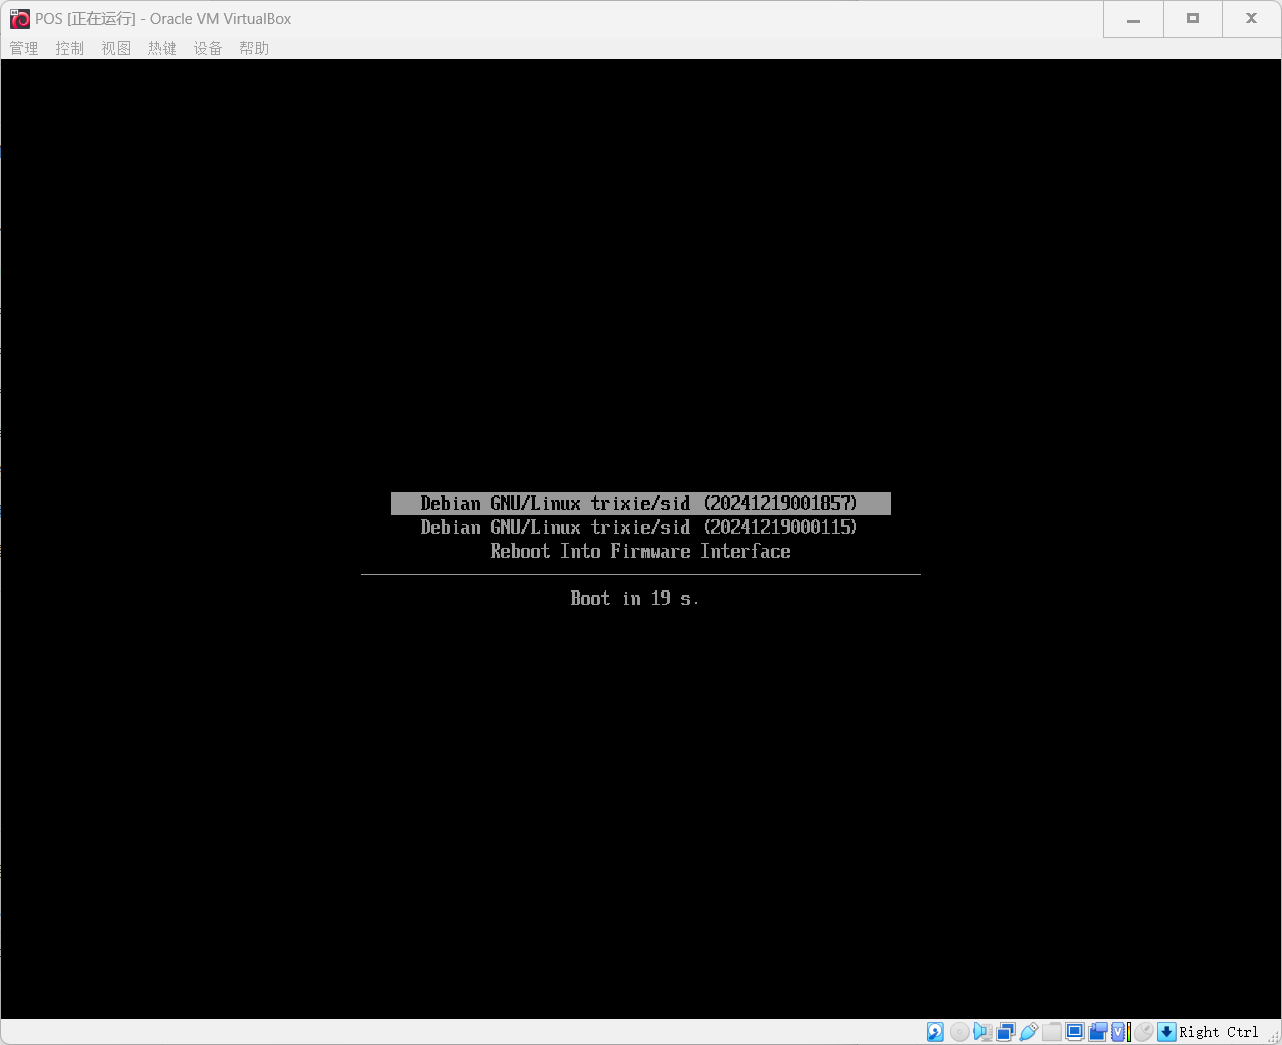 POS [正在运行] - Oracle VM VirtualBox
管理 控制 视图 热键 设备 帮助
Debian GNU/Linux trixie/sid (20241219001857)
Debian GNU/Linux trixie/sid (20241219000115)
Reboot Into Firmware Interface
Boot in 19 s.
Right Ctrl